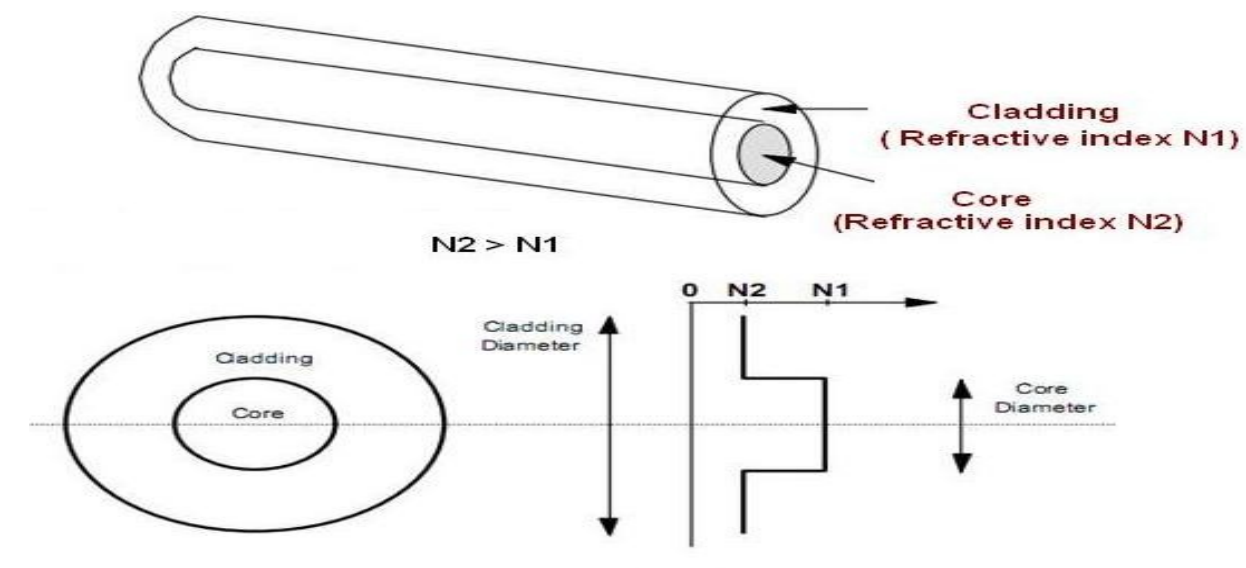 Cladding
( Refractive index N1)
Core
(Refractive index N2)
N2 > N1
0 N2 N1
Cladding
Diameter
Cladding
Core
Core
Diameter